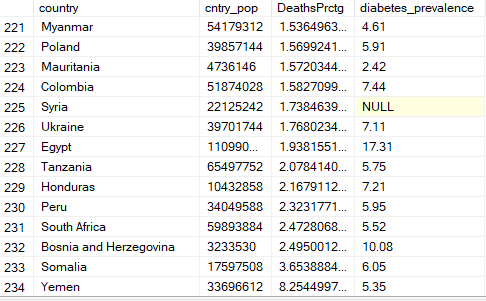 country cntry_pop DeathsPrctg diabetes_prevalence
221 Myanmar 54179312 1.5364963... 4.61
222 Poland 39857144 1.5699241... 5.91
223 Mauritania 4736146 1.5720344... 2.42
224 Colombia 51874028 1.5827099... 7.44
225 Syria 22125242 1.7384639... NULL
226 Ukraine 39701744 1.7680234... 7.11
227 Egypt 110990... 1.9381551... 17.31
228 Tanzania 65497752 2.0784140... 5.75
229 Honduras 10432858 2.1679112... 7.21
230 Peru 34049588 2.3231771... 5.95
231 South Africa 59893884 2.4728068... 5.52
232 Bosnia and Herzegovina 3233530 2.4950012... 10.08
233 Somalia 17597508 3.6538884... 6.05
234 Yemen 33696612 8.2544997... 5.35